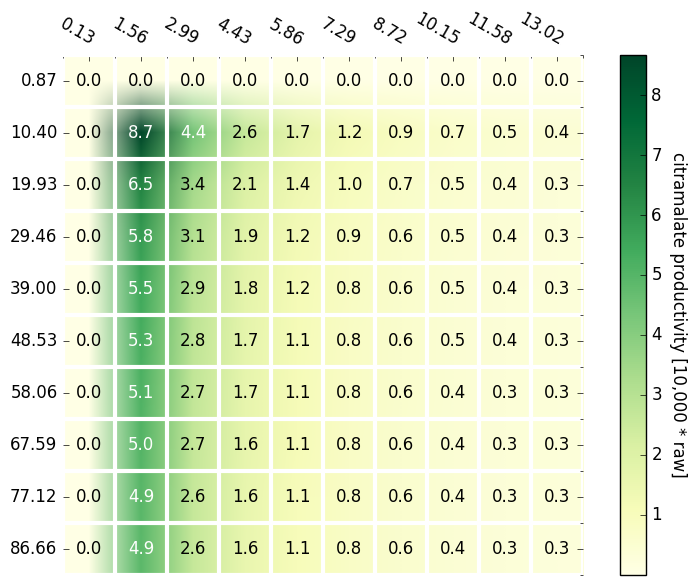 0.13 1.56 2.99 4.43 5.86 7.29 8.72 10.15 11.58 13.02
0.87 0.0 0.0 0.0 0.0 0.0 0.0 0.0 0.0 0.0 0.0
10.40 0.0 8.7 4.4 2.6 1.7 1.2 0.9 0.7 0.5 0.4
19.93 0.0 6.5 3.4 2.1 1.4 1.0 0.7 0.5 0.4 0.3
29.46 0.0 5.8 3.1 1.9 1.2 0.9 0.6 0.5 0.4 0.3
39.00 0.0 5.5 2.9 1.8 1.2 0.8 0.6 0.5 0.4 0.3
48.53 0.0 5.3 2.8 1.7 1.1 0.8 0.6 0.5 0.4 0.3
58.06 0.0 5.1 2.7 1.7 1.1 0.8 0.6 0.4 0.3 0.3
67.59 0.0 5.0 2.7 1.6 1.1 0.8 0.6 0.4 0.3 0.3
77.12 0.0 4.9 2.6 1.6 1.1 0.8 0.6 0.4 0.3 0.3
86.66 0.0 4.9 2.6 1.6 1.1 0.8 0.6 0.4 0.3 0.3
8
7
6
5
4
3
2
1
citramalate productivity [10,000 * raw]